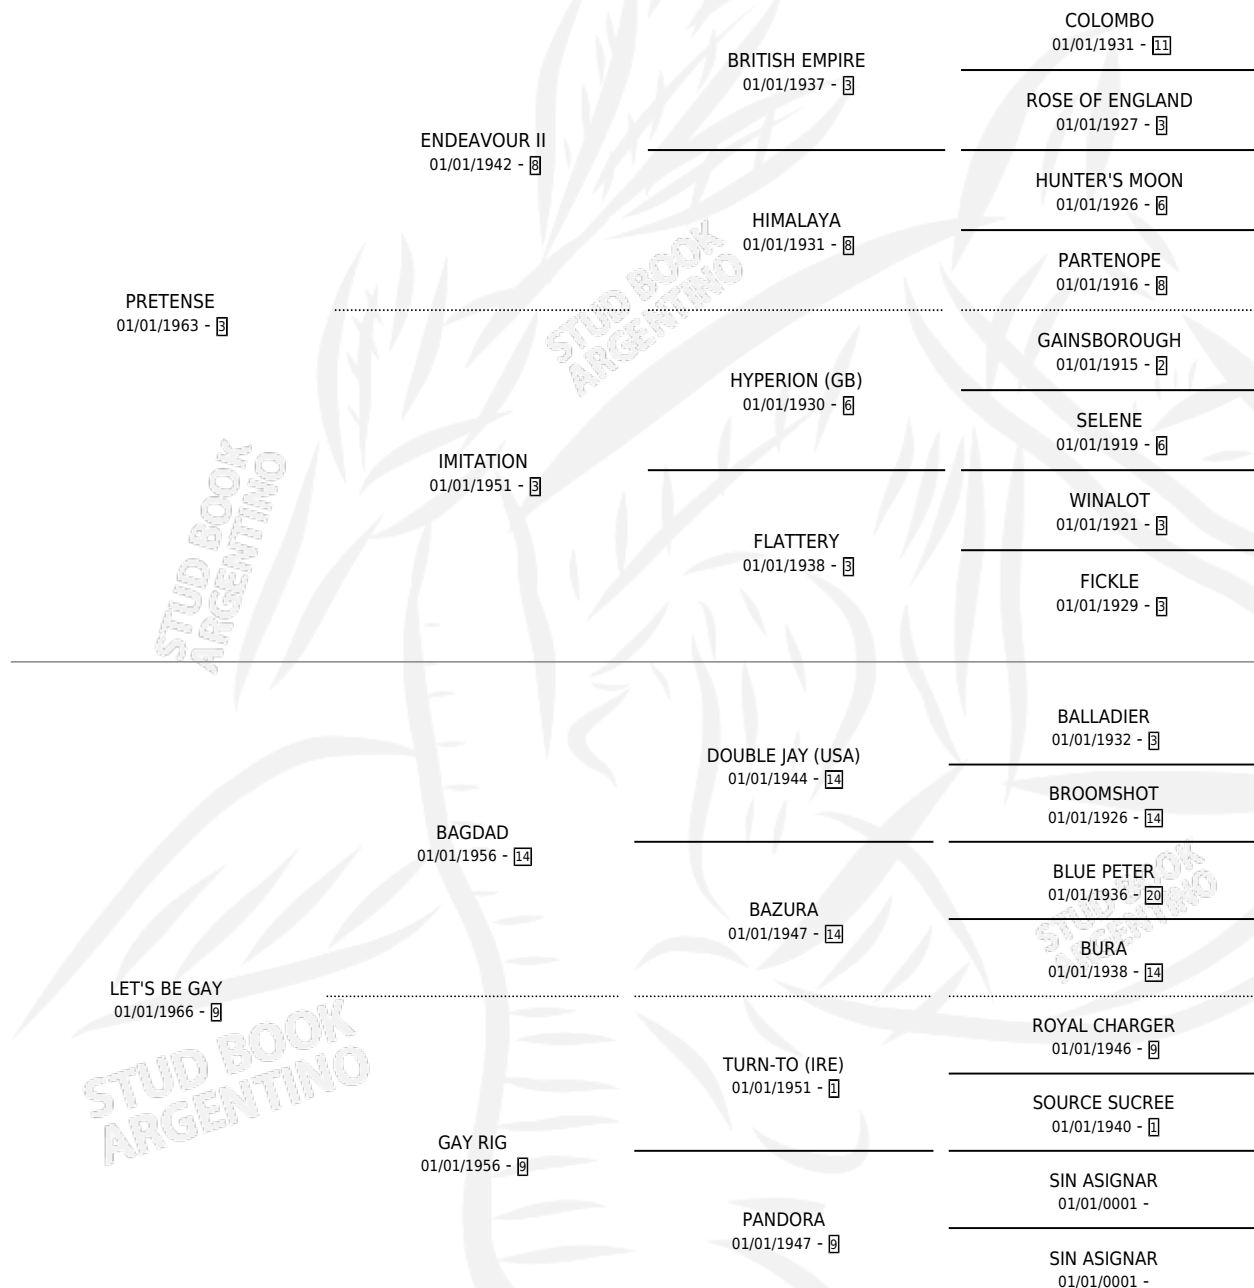 COLOMBO
01/01/1931 - 11
BRITISH EMPIRE
01/01/1937 - 3
ROSE OF ENGLAND
01/01/1927 - 3
ENDEAVOUR II
01/01/1942 - 8
HUNTER'S MOON
01/01/1926 - 6
HIMALAYA
01/01/1931 - 8
PARTENOPE
01/01/1916 - 8
PRETENSE
01/01/1963 - 3
STUD BOOK
ARGENTINO
GAINSBOROUGH
01/01/1915 - 2
HYPERION (GB)
01/01/1930 - 6
SELENE
01/01/1919 - 6
IMITATION
01/01/1951 - 3
WINALOT
01/01/1921 - 3
FLATTERY
01/01/1938 - 3
FICKLE
01/01/1929 - 3
STUD BOOK
ARGENTINO
BALLADIER
01/01/1932 - 3
DOUBLE JAY (USA)
01/01/1944 - 14
BROOMSHOT
01/01/1926 - 14
BAGDAD
01/01/1956 - 14
BLUE PETER
01/01/1936 - 20
BAZURA
01/01/1947 - 14
STUD BOOK
ARGENTINO
BURA
01/01/1938 - 14
LET'S BE GAY
01/01/1966 - 9
STUD BOOK
ARGENTINO
ROYAL CHARGER
01/01/1946 - 9
TURN-TO (IRE)
01/01/1951 - 1
SOURCE SUCREE
01/01/1940 - 1
GAY RIG
01/01/1956 - 9
SIN ASIGNAR
01/01/0001 -
PANDORA
01/01/1947 - 9
SIN ASIGNAR
01/01/0001 -